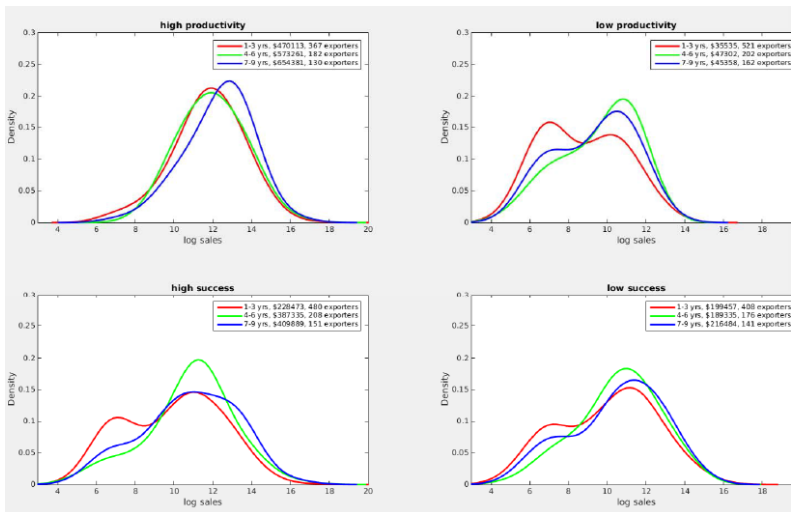 high productivity
0.3
0.25
0.2
0.15
0.1
0.05
0
Density
4 6 8 10 12 14 16 18 20
log sales
1-3 yrs, $470113, 367 exporters
4-6 yrs, $573261, 182 exporters
7-9 yrs, $654381, 130 exporters
low productivity
0.3
0.25
0.2
0.15
0.1
0.05
0
Density
4 6 8 10 12 14 16 18
log sales
1-3 yrs, $35535, 521 exporters
4-6 yrs, $47302, 202 exporters
7-9 yrs, $45358, 162 exporters
high success
0.3
0.25
0.2
0.15
0.1
0.05
0
Density
4 6 8 10 12 14 16 18 20
log sales
1-3 yrs, $228473, 480 exporters
4-6 yrs, $387335, 208 exporters
7-9 yrs, $409889, 151 exporters
low success
0.3
0.25
0.2
0.15
0.1
0.05
0
Density
4 6 8 10 12 14 16 18
log sales
1-3 yrs, $199457, 408 exporters
4-6 yrs, $189335, 176 exporters
7-9 yrs, $216484, 141 exporters